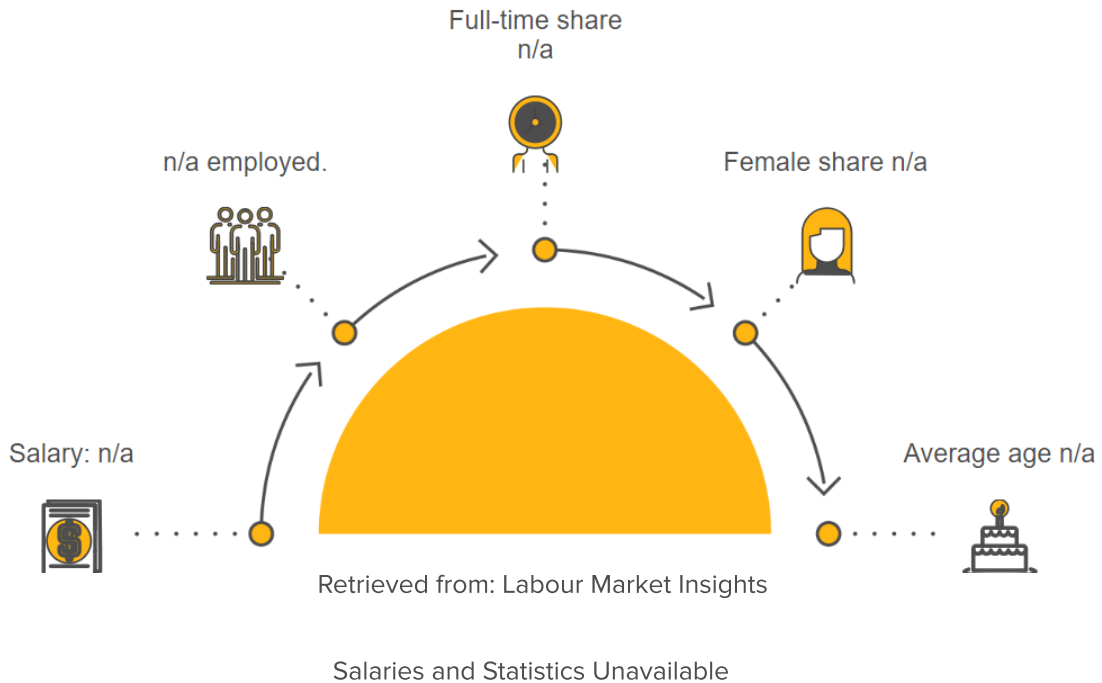 Full-time share
n/a
n/a employed.
Female share n/a
Salary: n/a
Average age n/a
$
Retrieved from: Labour Market Insights
Salaries and Statistics Unavailable